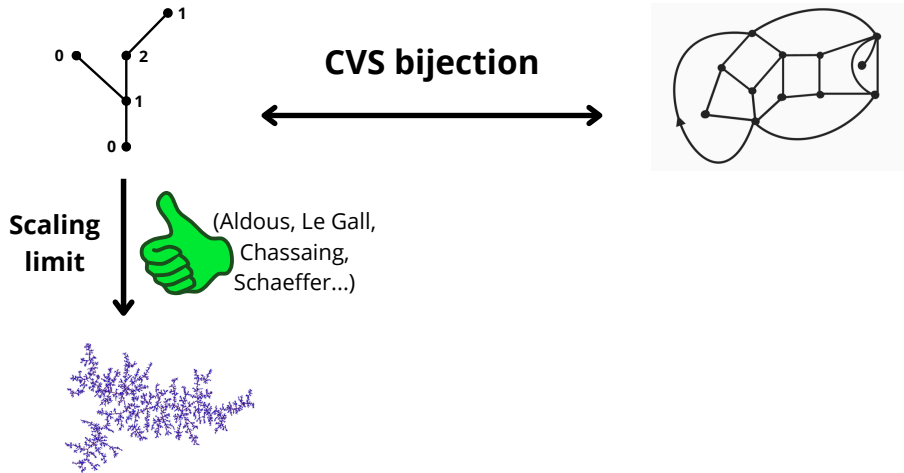 1
0
2
1
0
CVS bijection
Scaling
limit
(Aldous, Le Gall,
Chassaing,
Schaeffer...)